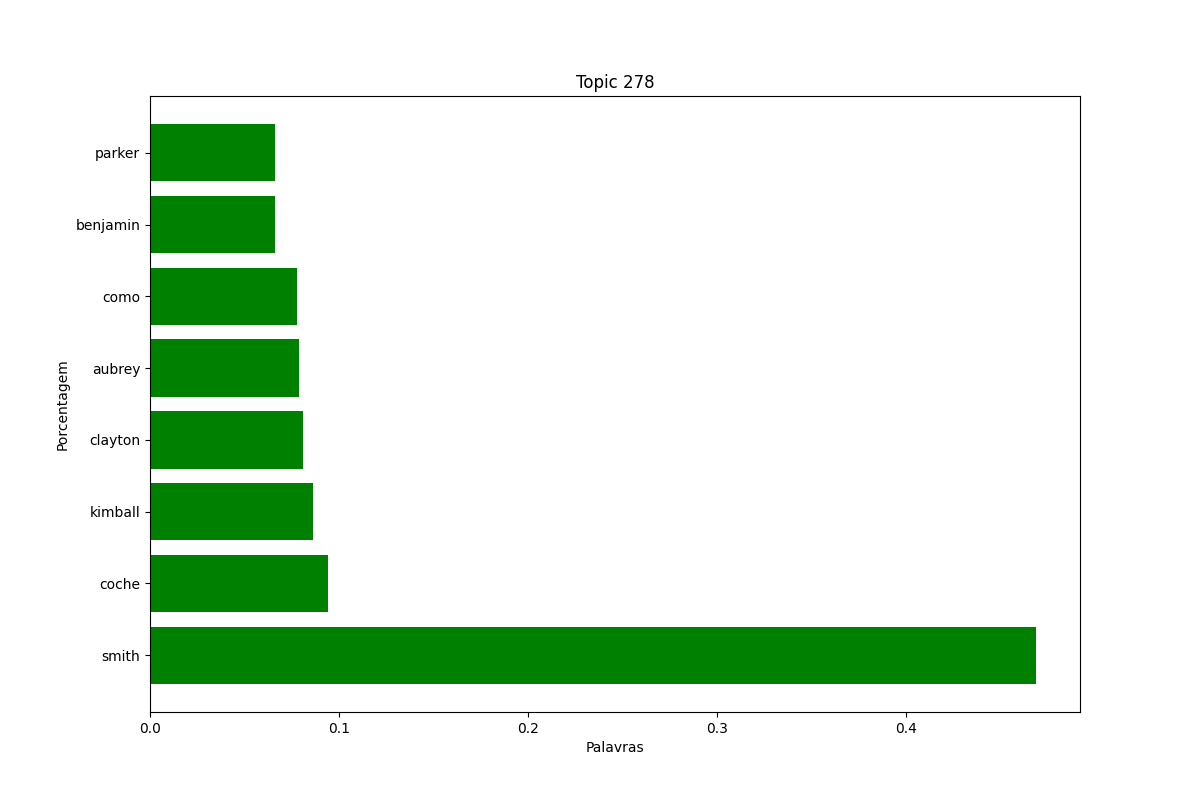 Topic 278
parker
benjamin
como
aubrey
clayton
kimball
coche
smith
Porcentagem
0.0 0.1 0.2 0.3 0.4
Palavras